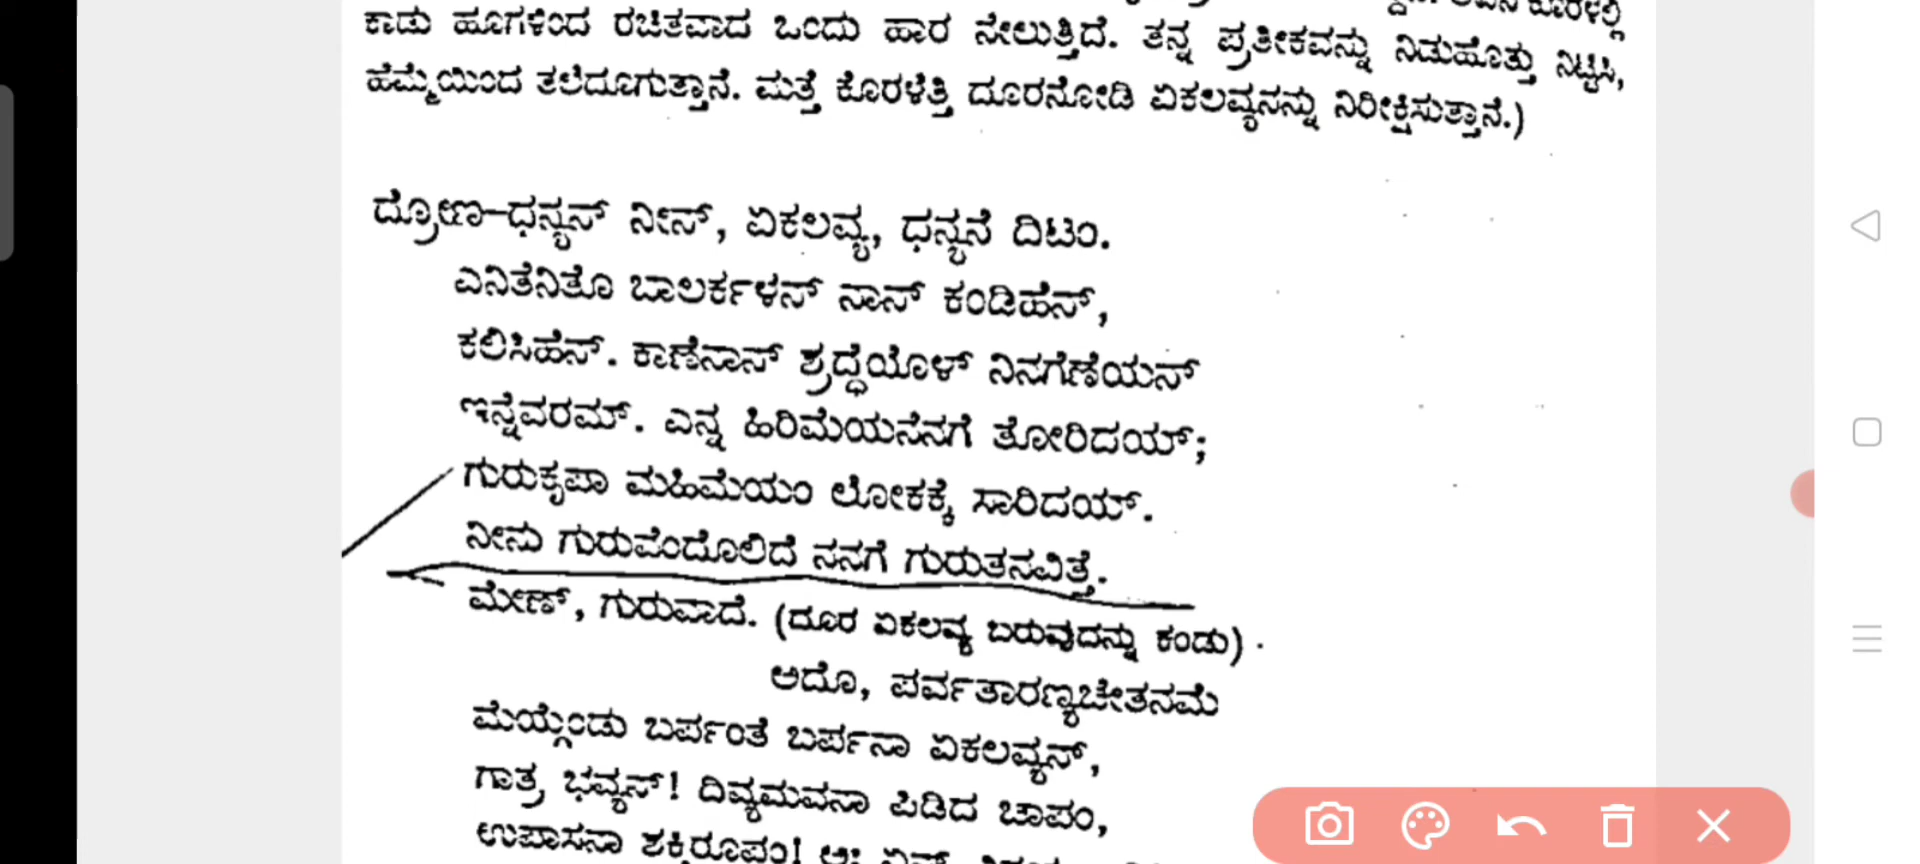 ಕಾಡು ಹೂಗಳಿಂದ ರಚಿತವಾದ ಒಂದು ಹಾರ ನೇಲುತ್ತಿದೆ. ತನ್ನ ಪ್ರತೀಕವನ್ನು ನಿಡುಹೊತ್ತು ನಿಟ್ಟಿಸಿ,
ಹೆಮ್ಮೆಯಿಂದ ತಲೆದೂಗುತ್ತಾನೆ. ಮತ್ತೆ ಕೊರಳೆತ್ತಿ ದೂರನೋಡಿ ಏಕಲವ್ಯನನ್ನು ನಿರೀಕ್ಷಿಸುತ್ತಾನೆ.)
ದ್ರೋಣ–ಧನ್ಯನ್ ನೀನ್, ಏಕಲವ್ಯ, ಧನ್ಯನೆ ದಿಟಂ.
ಎನಿತೆನಿತೊ ಬಾಲರ್ಕಳನ್ ನಾನ್ ಕಂಡಿಹೆನ್,
ಕಲಿಸಿಹೆನ್. ಕಾಣೆನಾನ್ ಶ್ರದ್ಧೆಯೊಳ್ ನಿನಗೆಣೆಯನ್
ಇನ್ನೆವರಮ್. ಎನ್ನ ಹಿರಿಮೆಯನೆನಗೆ ತೋರಿದಯ್;
ಗುರುಕೃಪಾ ಮಹಿಮೆಯಂ ಲೋಕಕ್ಕೆ ಸಾರಿದಯ್.
ನೀನು ಗುರುವೆಂದೊಲಿದೆ ನನಗೆ ಗುರುತನವಿತ್ತೆ.
ಮೇಣ್, ಗುರುವಾದೆ. (ದೂರ ಏಕಲವ್ಯ ಬರುವುದನ್ನು ಕಂಡು)
ಅದೊ, ಪರ್ವತಾರಣ್ಯಚೇತನಮೆ
ಮೆಯ್ಗೊಂಡು ಬರ್ಪಂತೆ ಬರ್ಪನಾ ಏಕಲವ್ಯನ್,
ಗಾತ್ರ ಭವ್ಯನ್! ದಿವ್ಯಮವನಾ ಪಿಡಿದ ಚಾಪಂ,
ಉಪಾಸನಾ ಶಕ್ತಿರೂಪಂ!